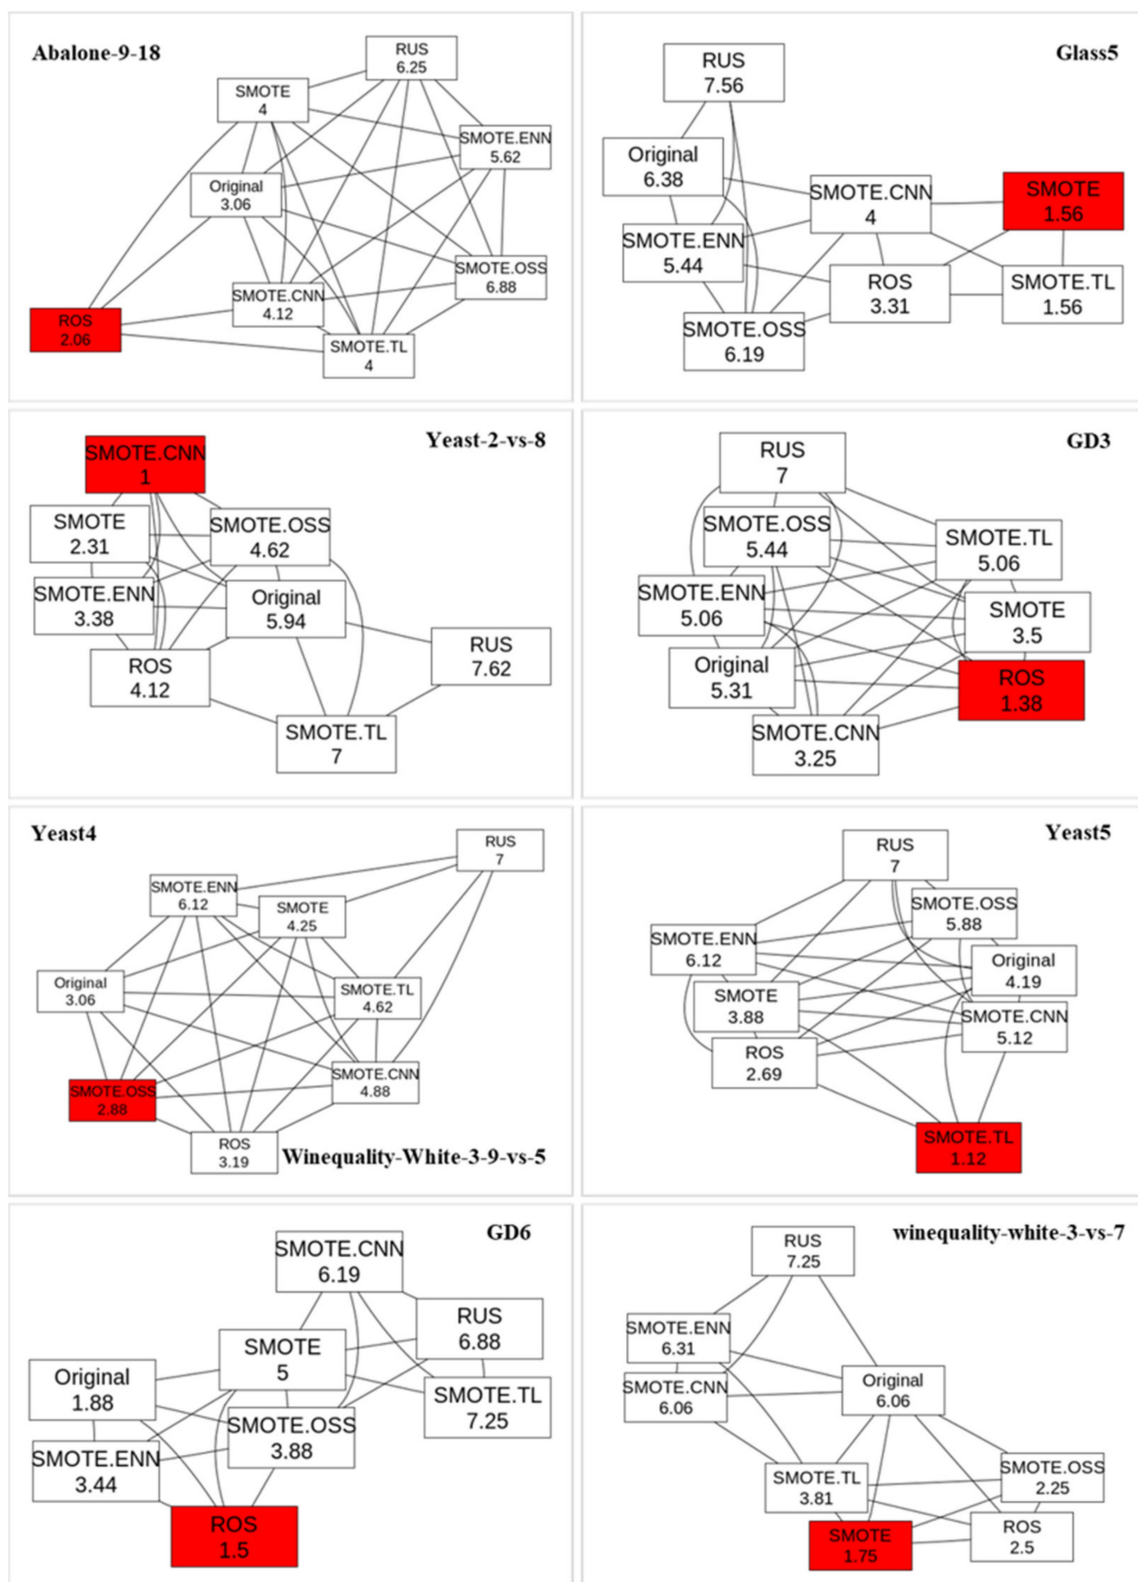 Abalone-9-18
RUS
6.25
SMOTE
4
SMOTE.ENN
5.62
Original
3.06
SMOTE.OSS
6.88
SMOTE.CNN
4.12
ROS
2.06
SMOTE.TL
4
Glass5
RUS
7.56
Original
6.38
SMOTE.CNN
4
SMOTE
1.56
SMOTE.ENN
5.44
ROS
3.31
SMOTE.TL
1.56
SMOTE.OSS
6.19
Yeast-2-vs-8
SMOTE.CNN
1
SMOTE
2.31
SMOTE.OSS
4.62
SMOTE.ENN
3.38
Original
5.94
RUS
7.62
ROS
4.12
SMOTE.TL
7
GD3
RUS
7
SMOTE.OSS
5.44
SMOTE.TL
5.06
SMOTE.ENN
5.06
SMOTE
3.5
Original
5.31
ROS
1.38
SMOTE.CNN
3.25
Yeast4
RUS
7
SMOTE.ENN
6.12
SMOTE
4.25
Original
3.06
SMOTE.TL
4.62
SMOTE.CNN
4.88
SMOTE.OSS
2.88
ROS
3.19
Winequality-White-3-9-vs-5
Yeast5
RUS
7
SMOTE.OSS
5.88
SMOTE.ENN
6.12
Original
4.19
SMOTE
3.88
SMOTE.CNN
5.12
ROS
2.69
SMOTE.TL
1.12
GD6
SMOTE.CNN
6.19
RUS
6.88
SMOTE
5
Original
1.88
SMOTE.TL
7.25
SMOTE.OSS
3.88
SMOTE.ENN
3.44
ROS
1.5
winequality-white-3-vs-7
RUS
7.25
SMOTE.ENN
6.31
SMOTE.CNN
6.06
Original
6.06
SMOTE.TL
3.81
SMOTE.OSS
2.25
SMOTE
1.75
ROS
2.5